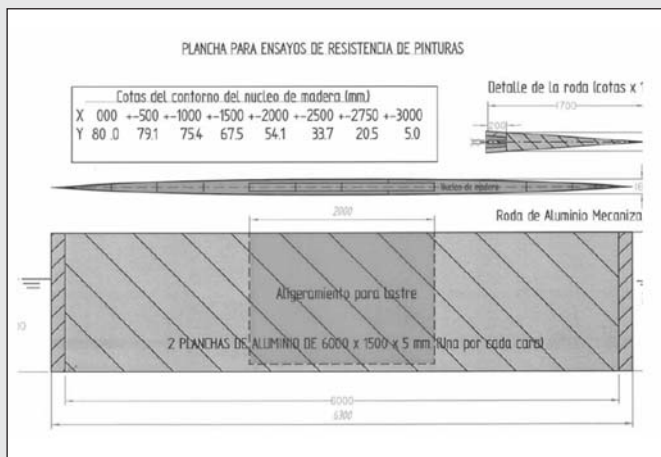 PLANCHA PARA ENSAYOS DE RESISTENCIA DE PINTURAS
Cotas del contorno del nucleo de madera (mm)
X 000 +-500 +-1000 +-1500 +-2000 +-2500 +-2750 +-3000
Y 80.0 79.1 75.4 67.5 54.1 33.7 20.5 5.0
Detalle de la roda (cotas x 1
4700
200
Nucleo de madera
2000
Roda de Aluminio Mecaniza
Aligeramiento para lastre
2 PLANCHAS DE ALUMINIO DE 6000 x 1500 x 5 mm (Una por cada cara)
6000
6300